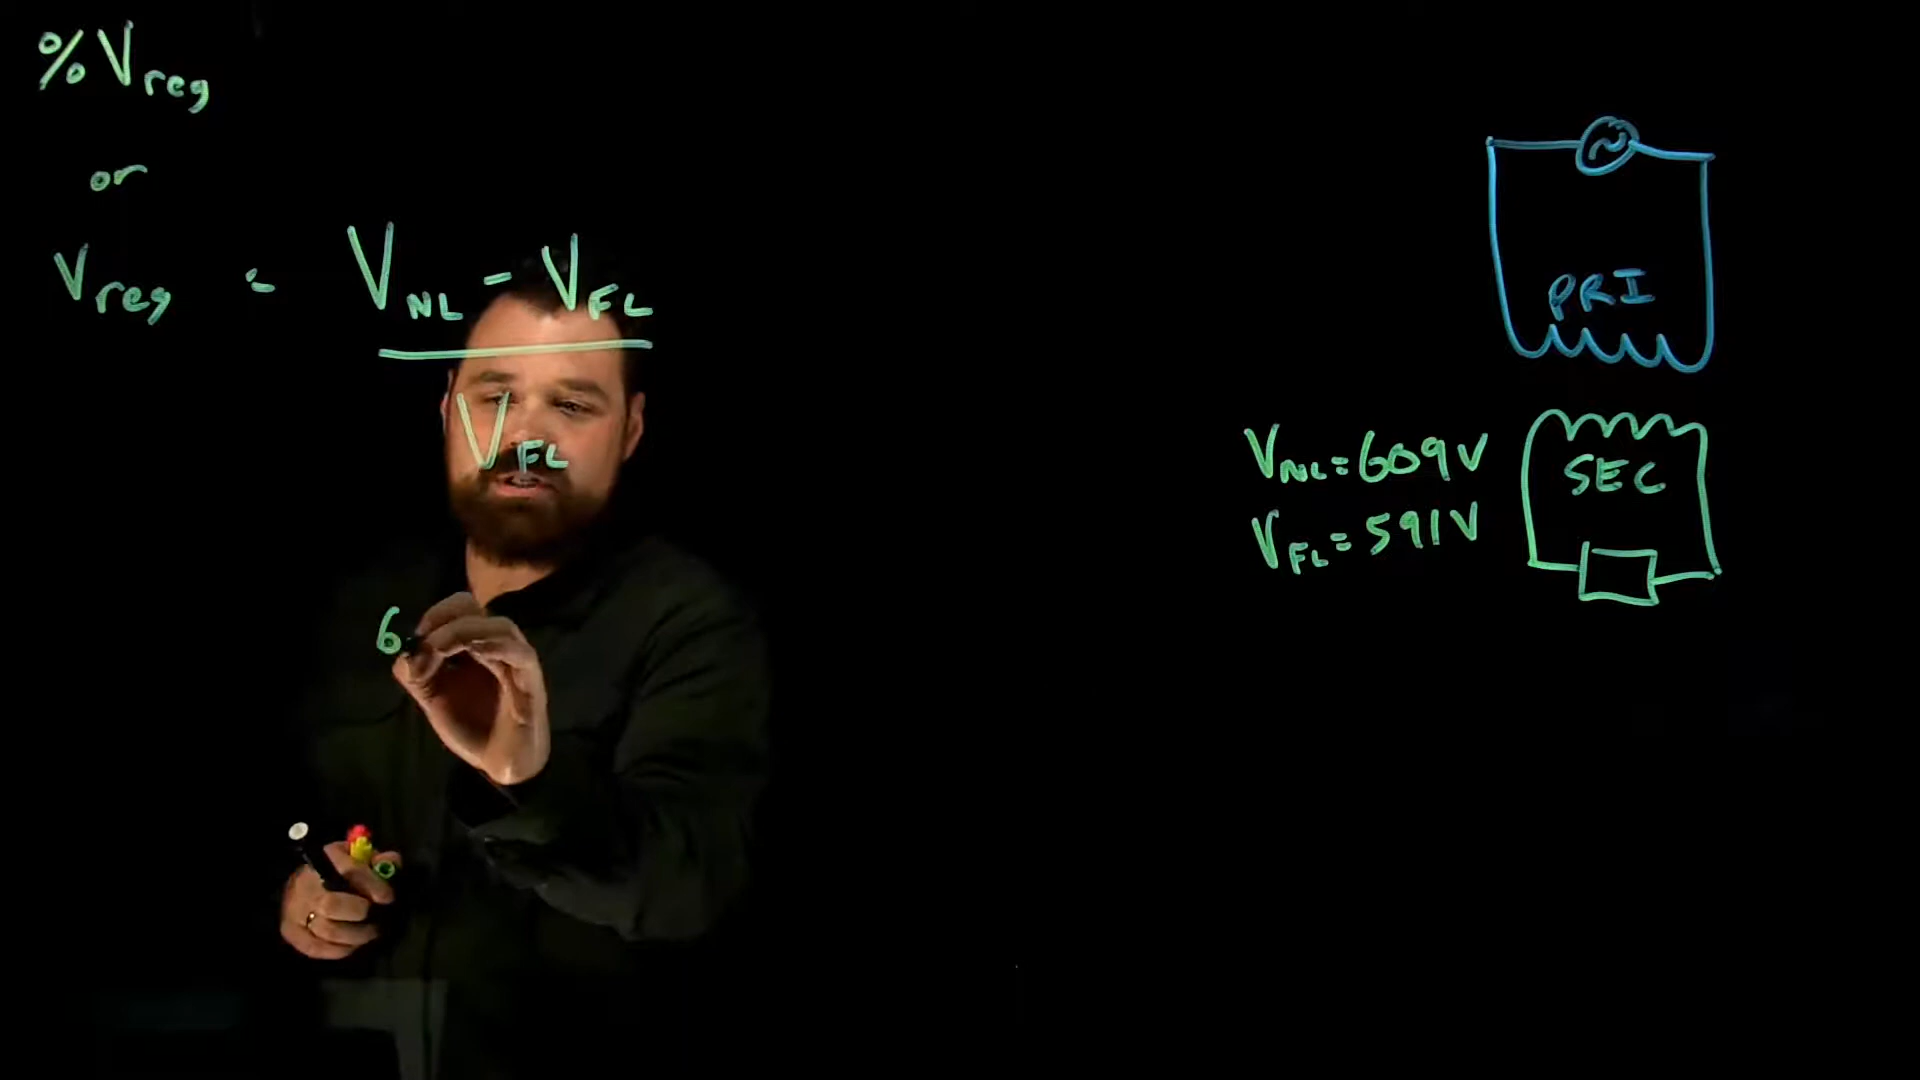 %Vreg
or
Vreg = VNL - VFL
VFL
6
PRI
SEC
VNL=609V
VFL=591V